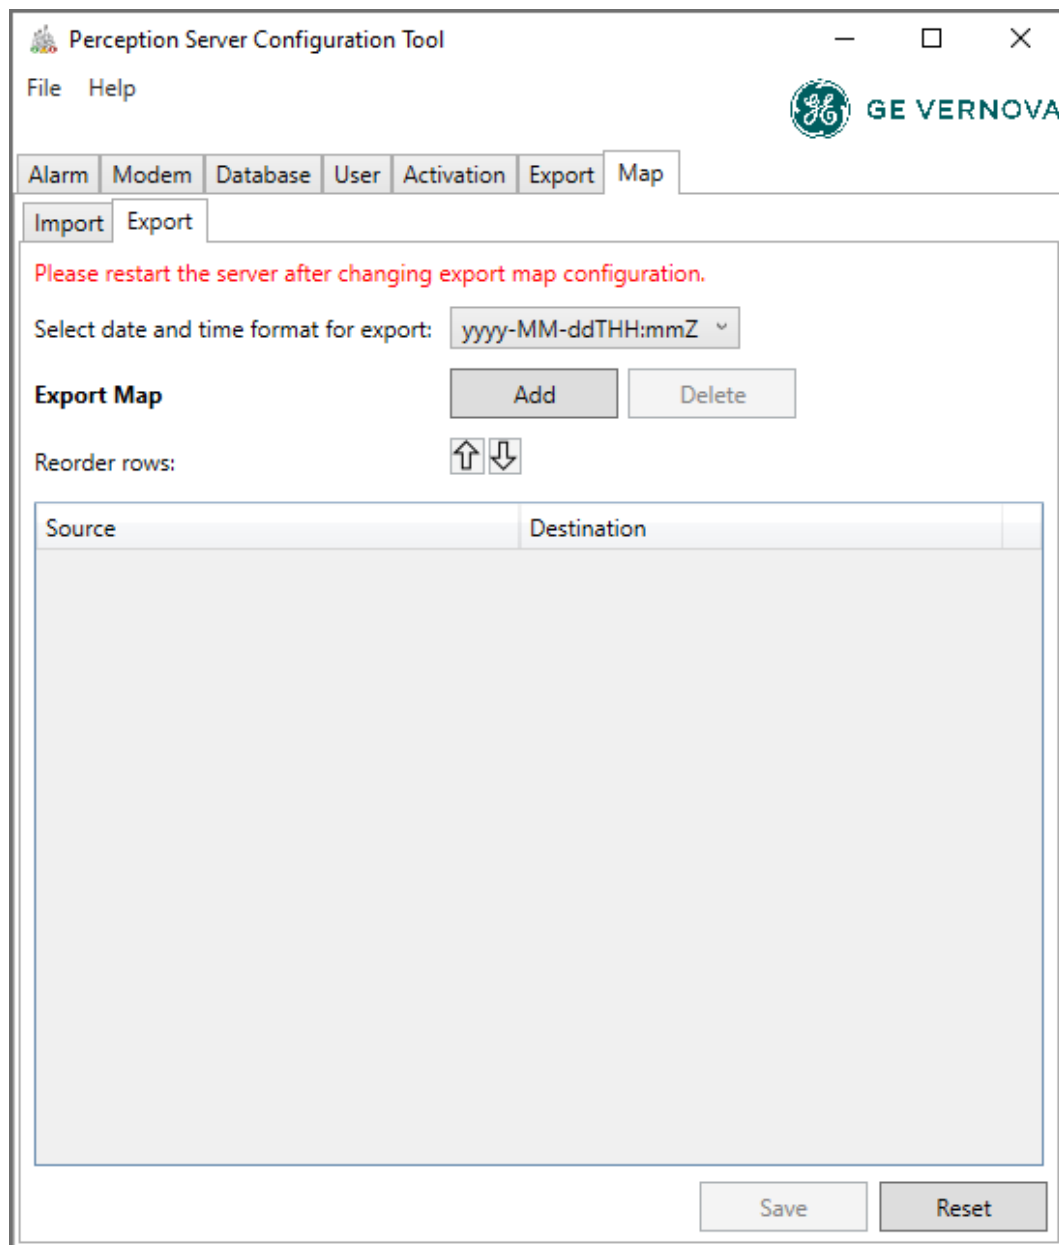 Perception Server Configuration Tool
File Help
GE VERNOVA
Alarm Modem Database User Activation Export Map
Import Export
Please restart the server after changing export map configuration.
Select date and time format for export: yyyy-MM-ddTHH:mmZ
Export Map Add Delete
Reorder rows:
Source Destination
Save Reset